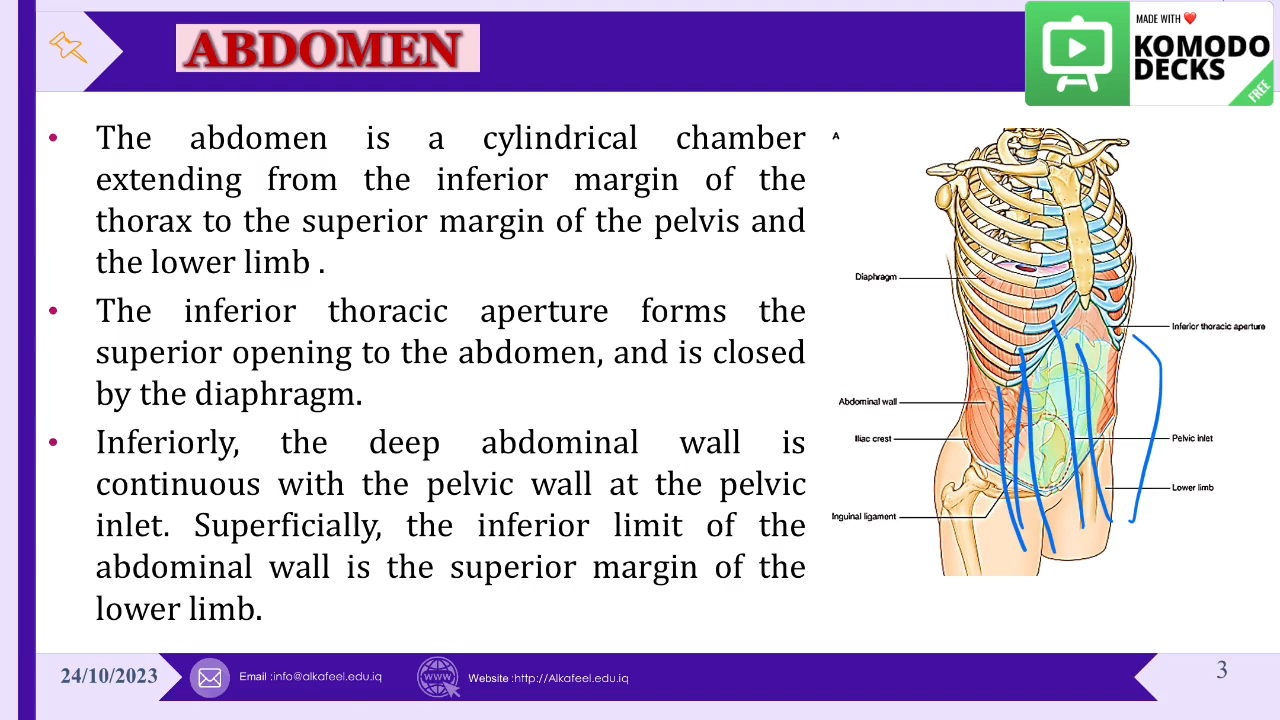 ABDOMEN
MADE WITH ❤️
KOMODO
DECKS
FREE
• The abdomen is a cylindrical chamber
extending from the inferior margin of the
thorax to the superior margin of the pelvis and
the lower limb .
• The inferior thoracic aperture forms the
superior opening to the abdomen, and is closed
by the diaphragm.
• Inferiorly, the deep abdominal wall is
continuous with the pelvic wall at the pelvic
inlet. Superficially, the inferior limit of the
abdominal wall is the superior margin of the
lower limb.
A
Diaphragm
Inferior thoracic aperture
Abdominal wall
Iliac crest
Pelvic inlet
Lower limb
Inguinal ligament
24/10/2023
Email :info@alkafeel.edu.iq
WWW
Website :http://Alkafeel.edu.iq
3